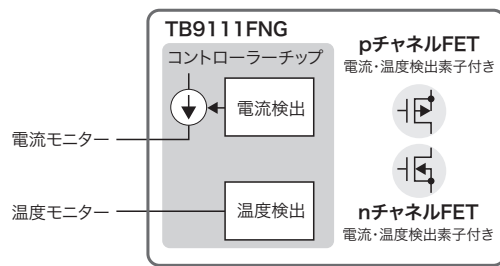 TB9111FNG
コントローラーチップ
電流検出
電流モニター
温度検出
温度モニター
pチャネルFET
電流・温度検出素子付き
nチャネルFET
電流・温度検出素子付き